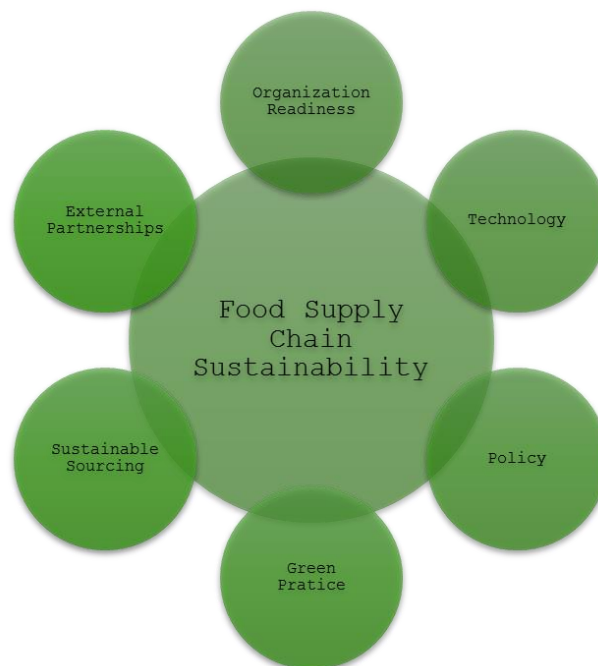 Organization
Readiness
External
Partnerships
Technology
Food Supply
Chain
Sustainability
Sustainable
Sourcing
Policy
Green
Pratice